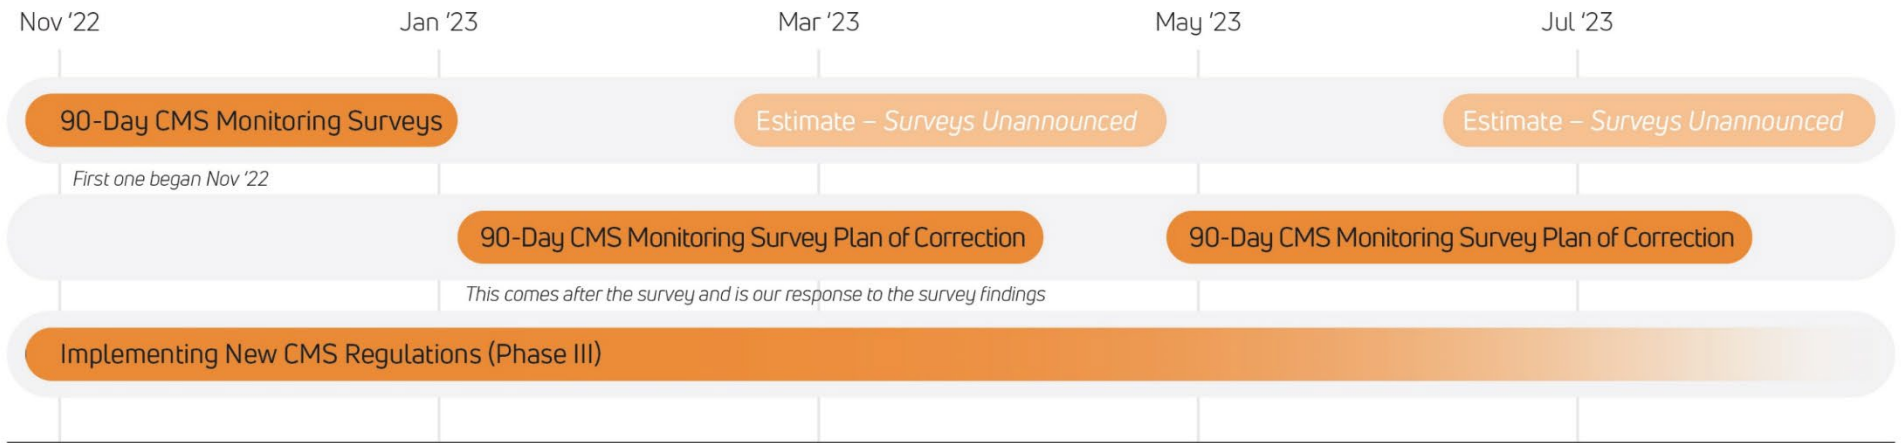 Nov ‘22 Jan ‘23 Mar ‘23 May ‘23 Jul ‘23
90-Day CMS Monitoring Surveys Estimate – Surveys Unannounced Estimate – Surveys Unannounced
First one began Nov ‘22
90-Day CMS Monitoring Survey Plan of Correction 90-Day CMS Monitoring Survey Plan of Correction
This comes after the survey and is our response to the survey findings
Implementing New CMS Regulations (Phase III)